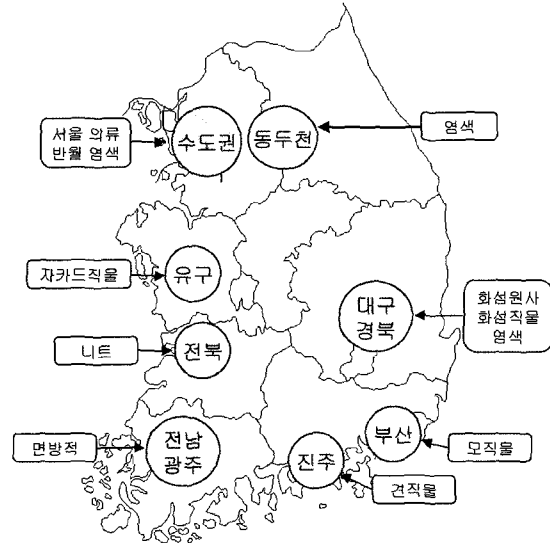 서울 의류
반월 염색
수도권
동두천
염색
자카드직물
유구
대구
경북
화섬원사
화섬직물
염색
니트
전북
면방적
전남
광주
진주
부산
모직물
견직물